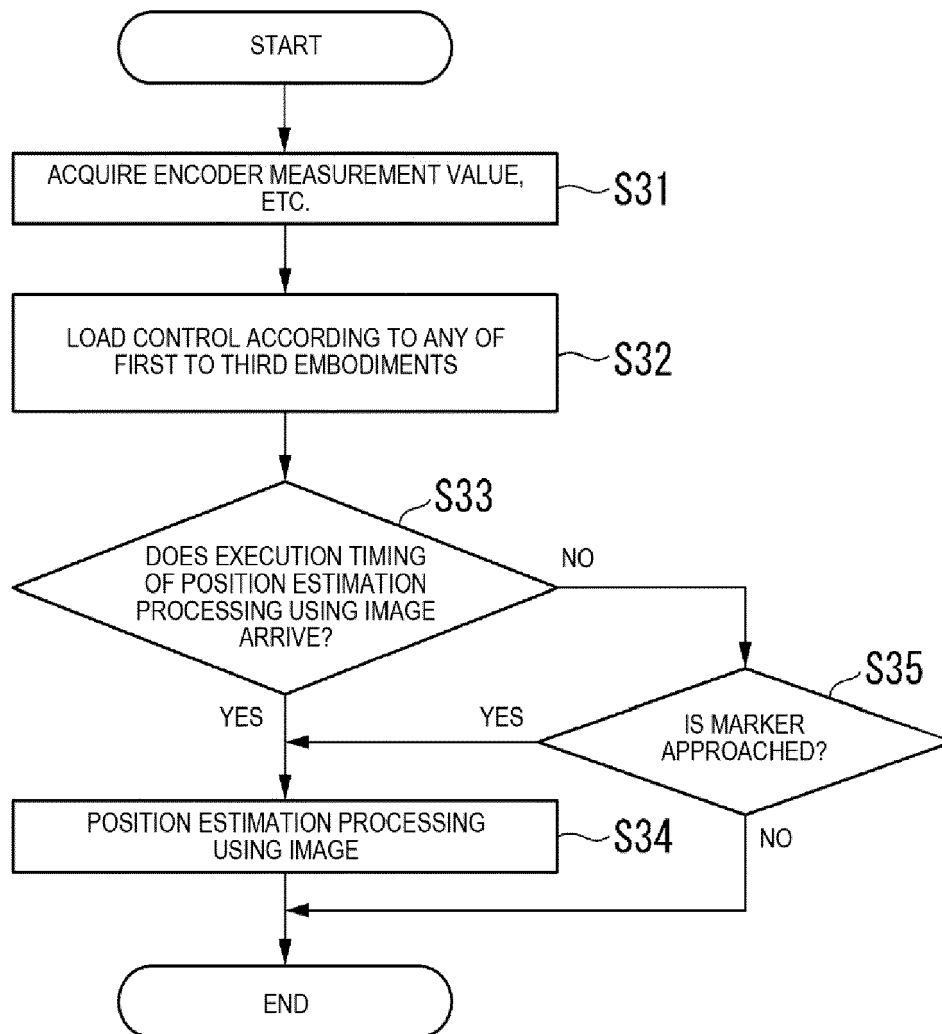 START
ACQUIRE ENCODER MEASUREMENT VALUE,
ETC.
S31
LOAD CONTROL ACCORDING TO ANY OF
FIRST TO THIRD EMBODIMENTS
S32
S33
DOES EXECUTION TIMING
OF POSITION ESTIMATION
PROCESSING USING IMAGE
ARRIVE?
NO
S35
YES
YES
IS MARKER
APPROACHED?
POSITION ESTIMATION PROCESSING
USING IMAGE
S34
NO
END